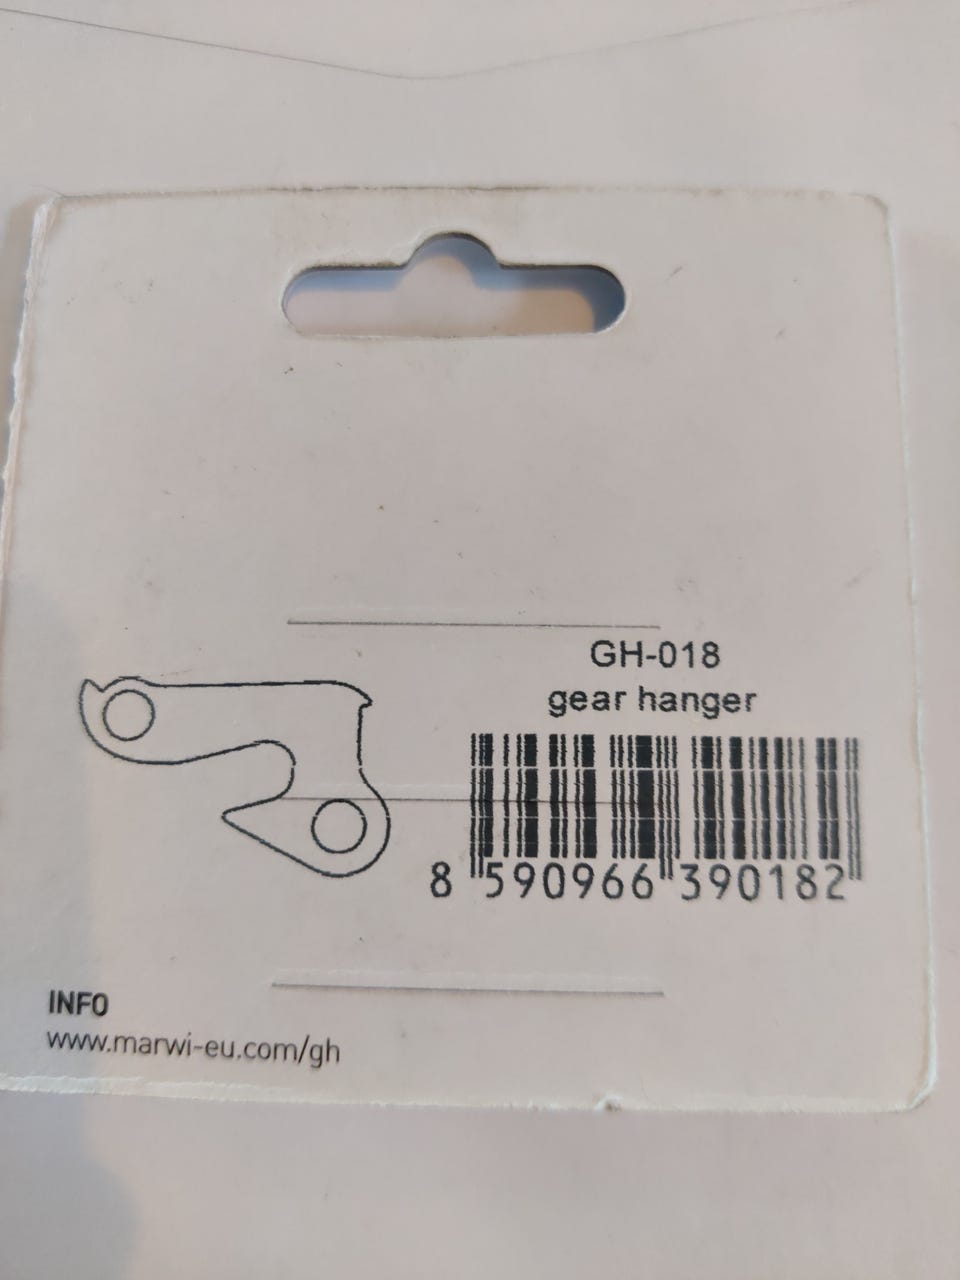 GH-018
gear hanger
8 590966 390182
INFO
www.marwi-eu.com/gh